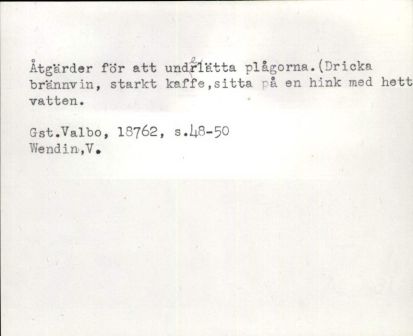 Åtgärder för att underlätta plågorna.(Dricka
brännvin, starkt kaffe,sitta på en hink med hett
vatten.
Gst.Valbo, 18762, s.48-50
Wendin,V.